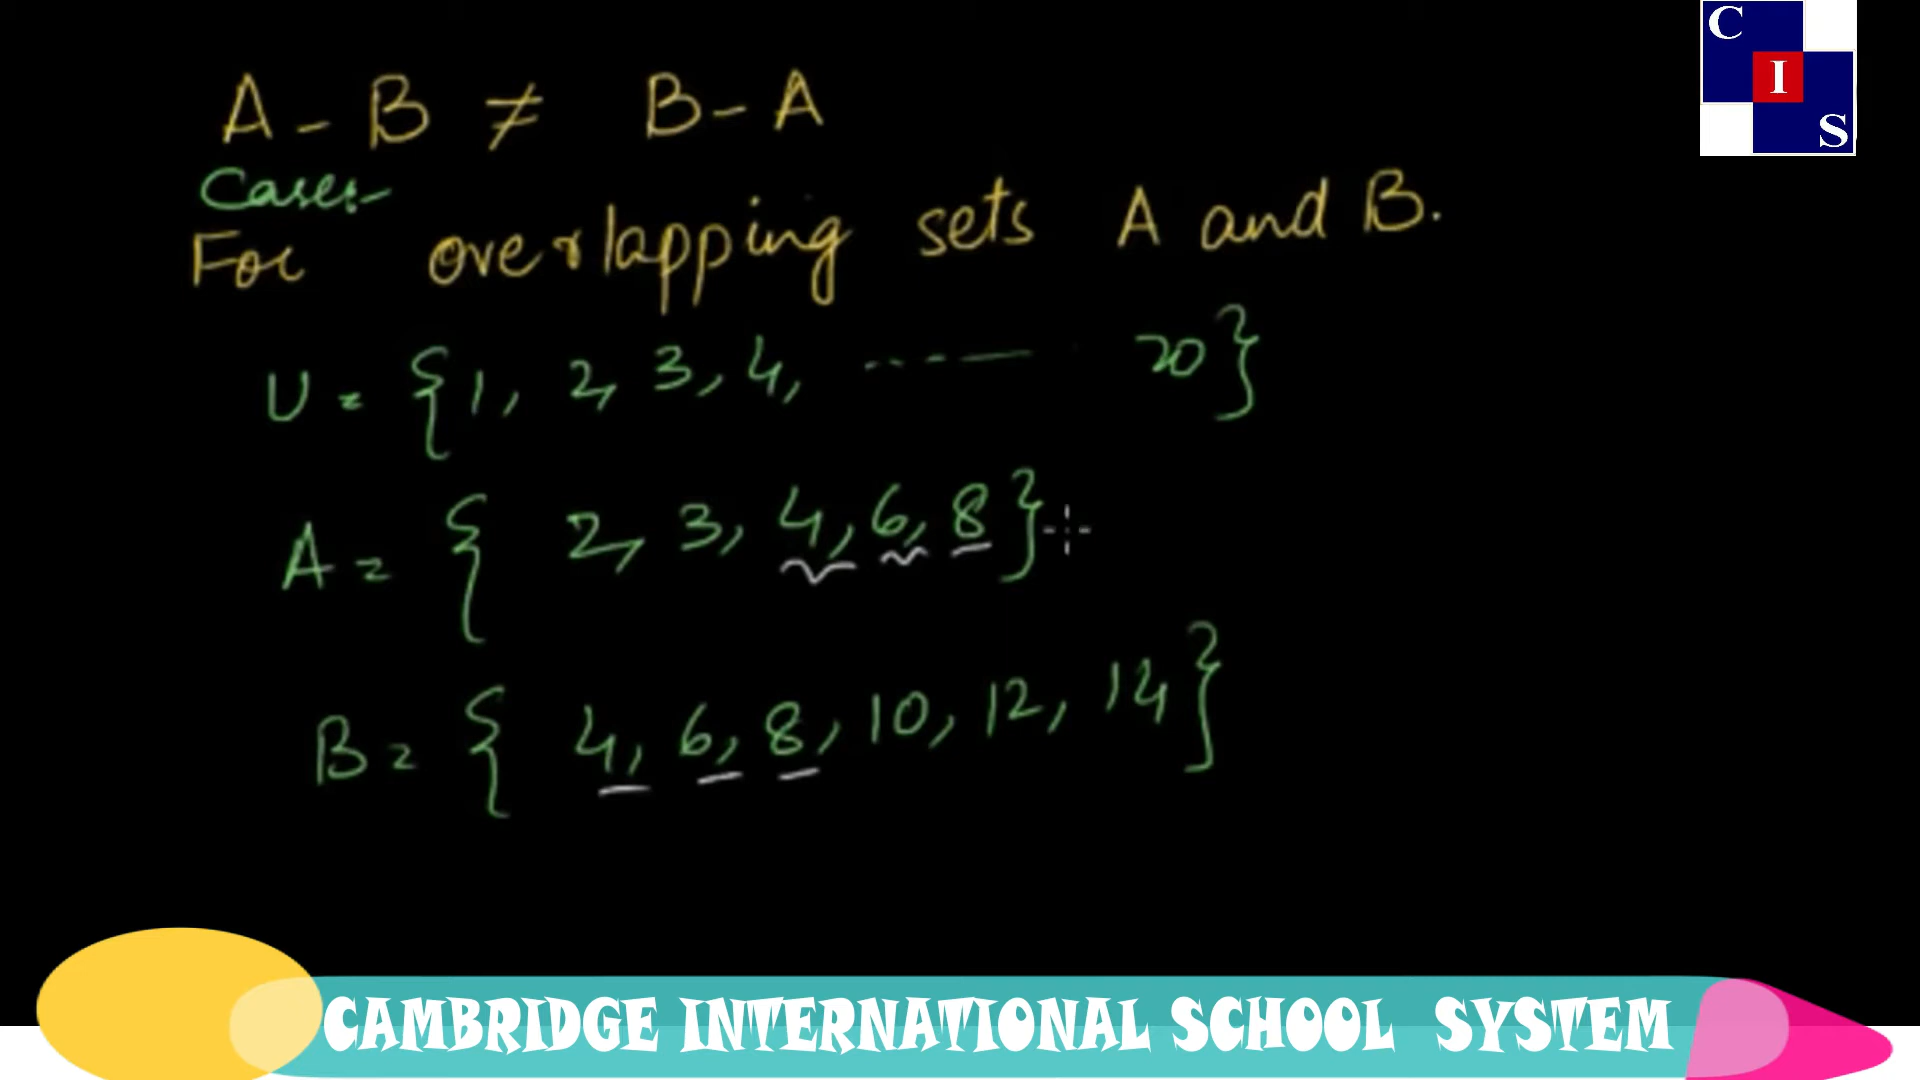 C
I
S
A - B ≠ B - A
Case:-
For overlapping sets A and B.
U = {1, 2, 3, 4, ------ 20}
A = { 2, 3, 4, 6, 8}
B = { 4, 6, 8, 10, 12, 14}
CAMBRIDGE INTERNATIONAL SCHOOL SYSTEM